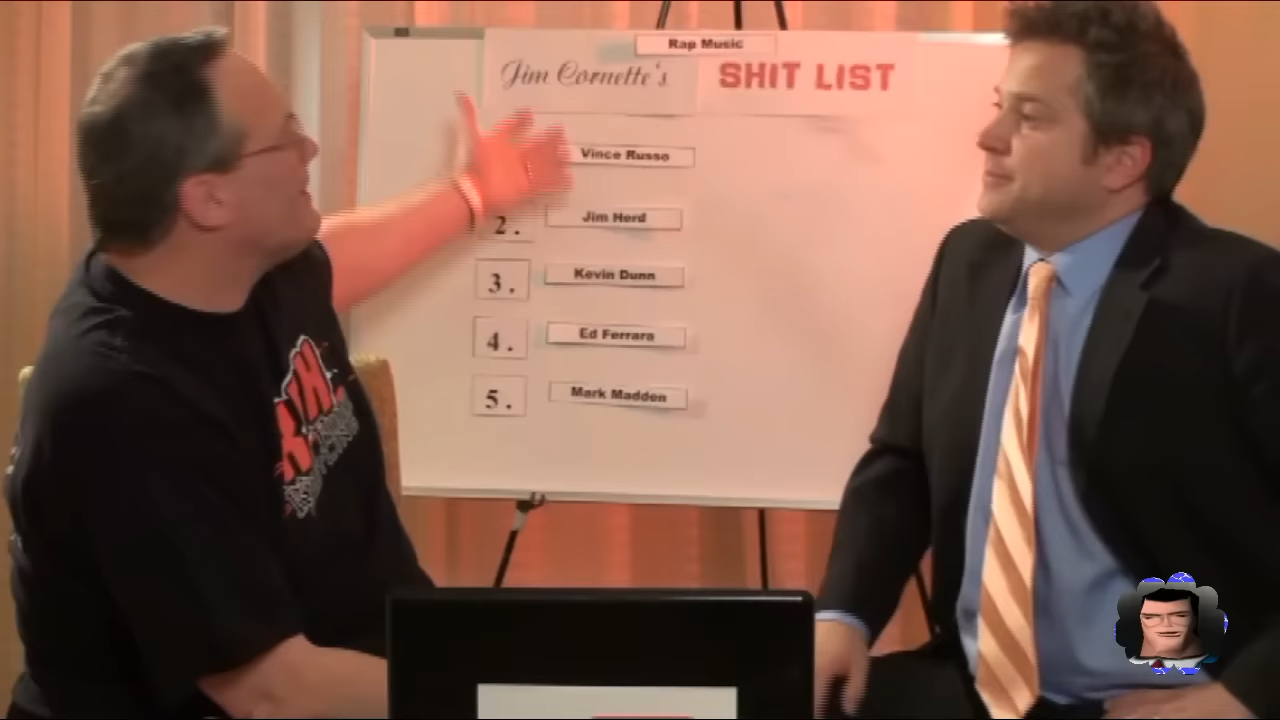 Rap Music
Jim Cornette's SHIT LIST
Vince Russo
2. Jim Herd
3. Kevin Dunn
4. Ed Ferrara
5. Mark Madden